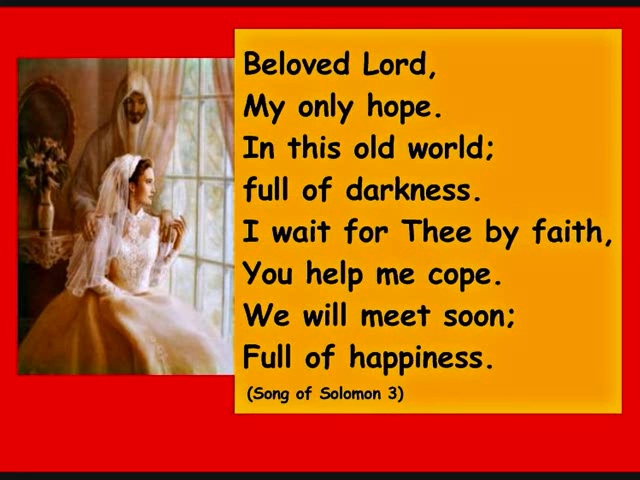 Beloved Lord,
My only hope.
In this old world;
full of darkness.
I wait for Thee by faith,
You help me cope.
We will meet soon;
Full of happiness.
(Song of Solomon 3)